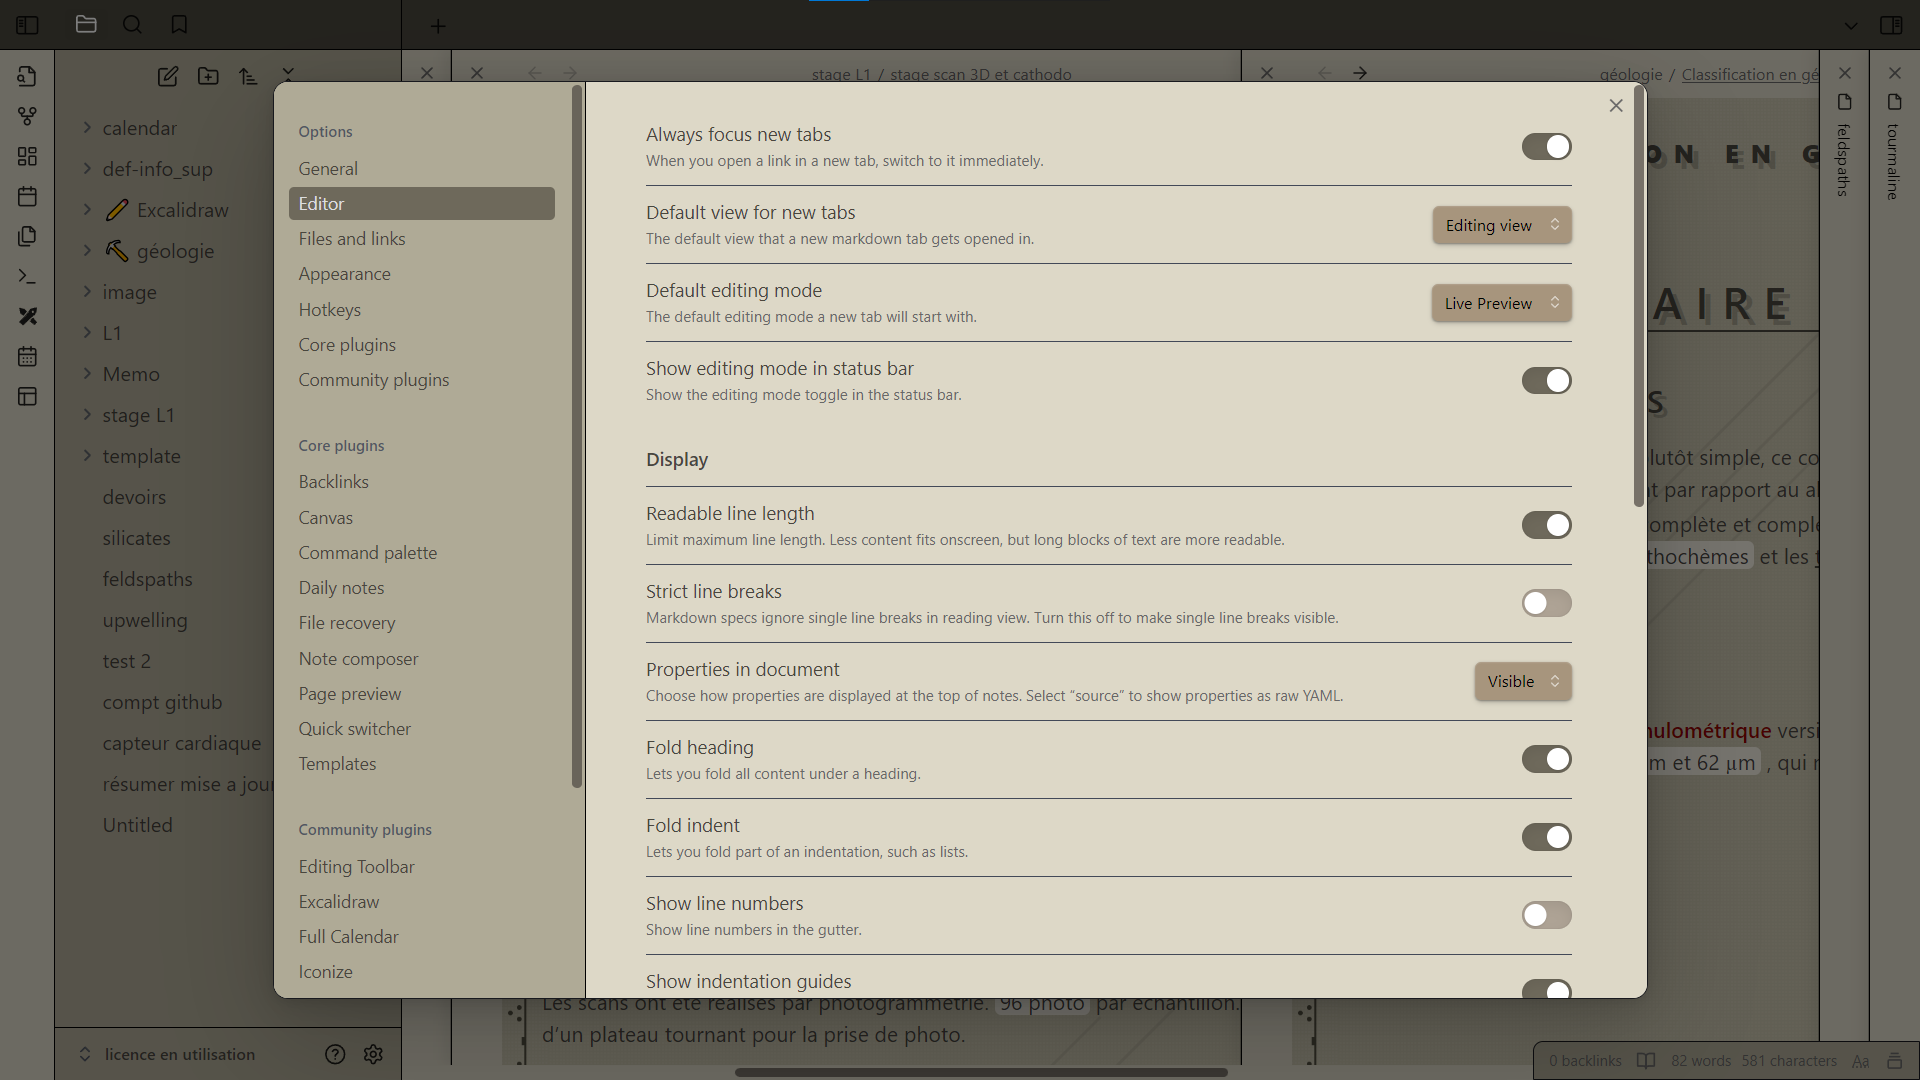 stage L1 / stage scan 3D et cathodo
géologie / Classification en gé
calendar
def-info_sup
Excalidraw
géologie
image
L1
Memo
stage L1
template
devoirs
silicates
feldspaths
upwelling
test 2
compt github
capteur cardiaque
résumer mise a jour
Untitled
licence en utilisation
Options
General
Editor
Files and links
Appearance
Hotkeys
Core plugins
Community plugins
Core plugins
Backlinks
Canvas
Command palette
Daily notes
File recovery
Note composer
Page preview
Quick switcher
Templates
Community plugins
Editing Toolbar
Excalidraw
Full Calendar
Iconize
Always focus new tabs
When you open a link in a new tab, switch to it immediately.
Default view for new tabs
The default view that a new markdown tab gets opened in.
Editing view
Default editing mode
The default editing mode a new tab will start with.
Live Preview
Show editing mode in status bar
Show the editing mode toggle in the status bar.
Display
Readable line length
Limit maximum line length. Less content fits onscreen, but long blocks of text are more readable.
Strict line breaks
Markdown specs ignore single line breaks in reading view. Turn this off to make single line breaks visible.
Properties in document
Choose how properties are displayed at the top of notes. Select “source” to show properties as raw YAML.
Visible
Fold heading
Lets you fold all content under a heading.
Fold indent
Lets you fold part of an indentation, such as lists.
Show line numbers
Show line numbers in the gutter.
Show indentation guides
Les scans ont été réalisés par photogrammétrie. 96 photo par échantillon.
d’un plateau tournant pour la prise de photo.
ON EN G
AIRE
S
lutôt simple, ce co
t par rapport au al
omplète et complé
thochèmes et les t
nulométrique versi
m et 62 µm , qui r
feldspaths
tourmaline
0 backlinks 82 words 581 characters Aa